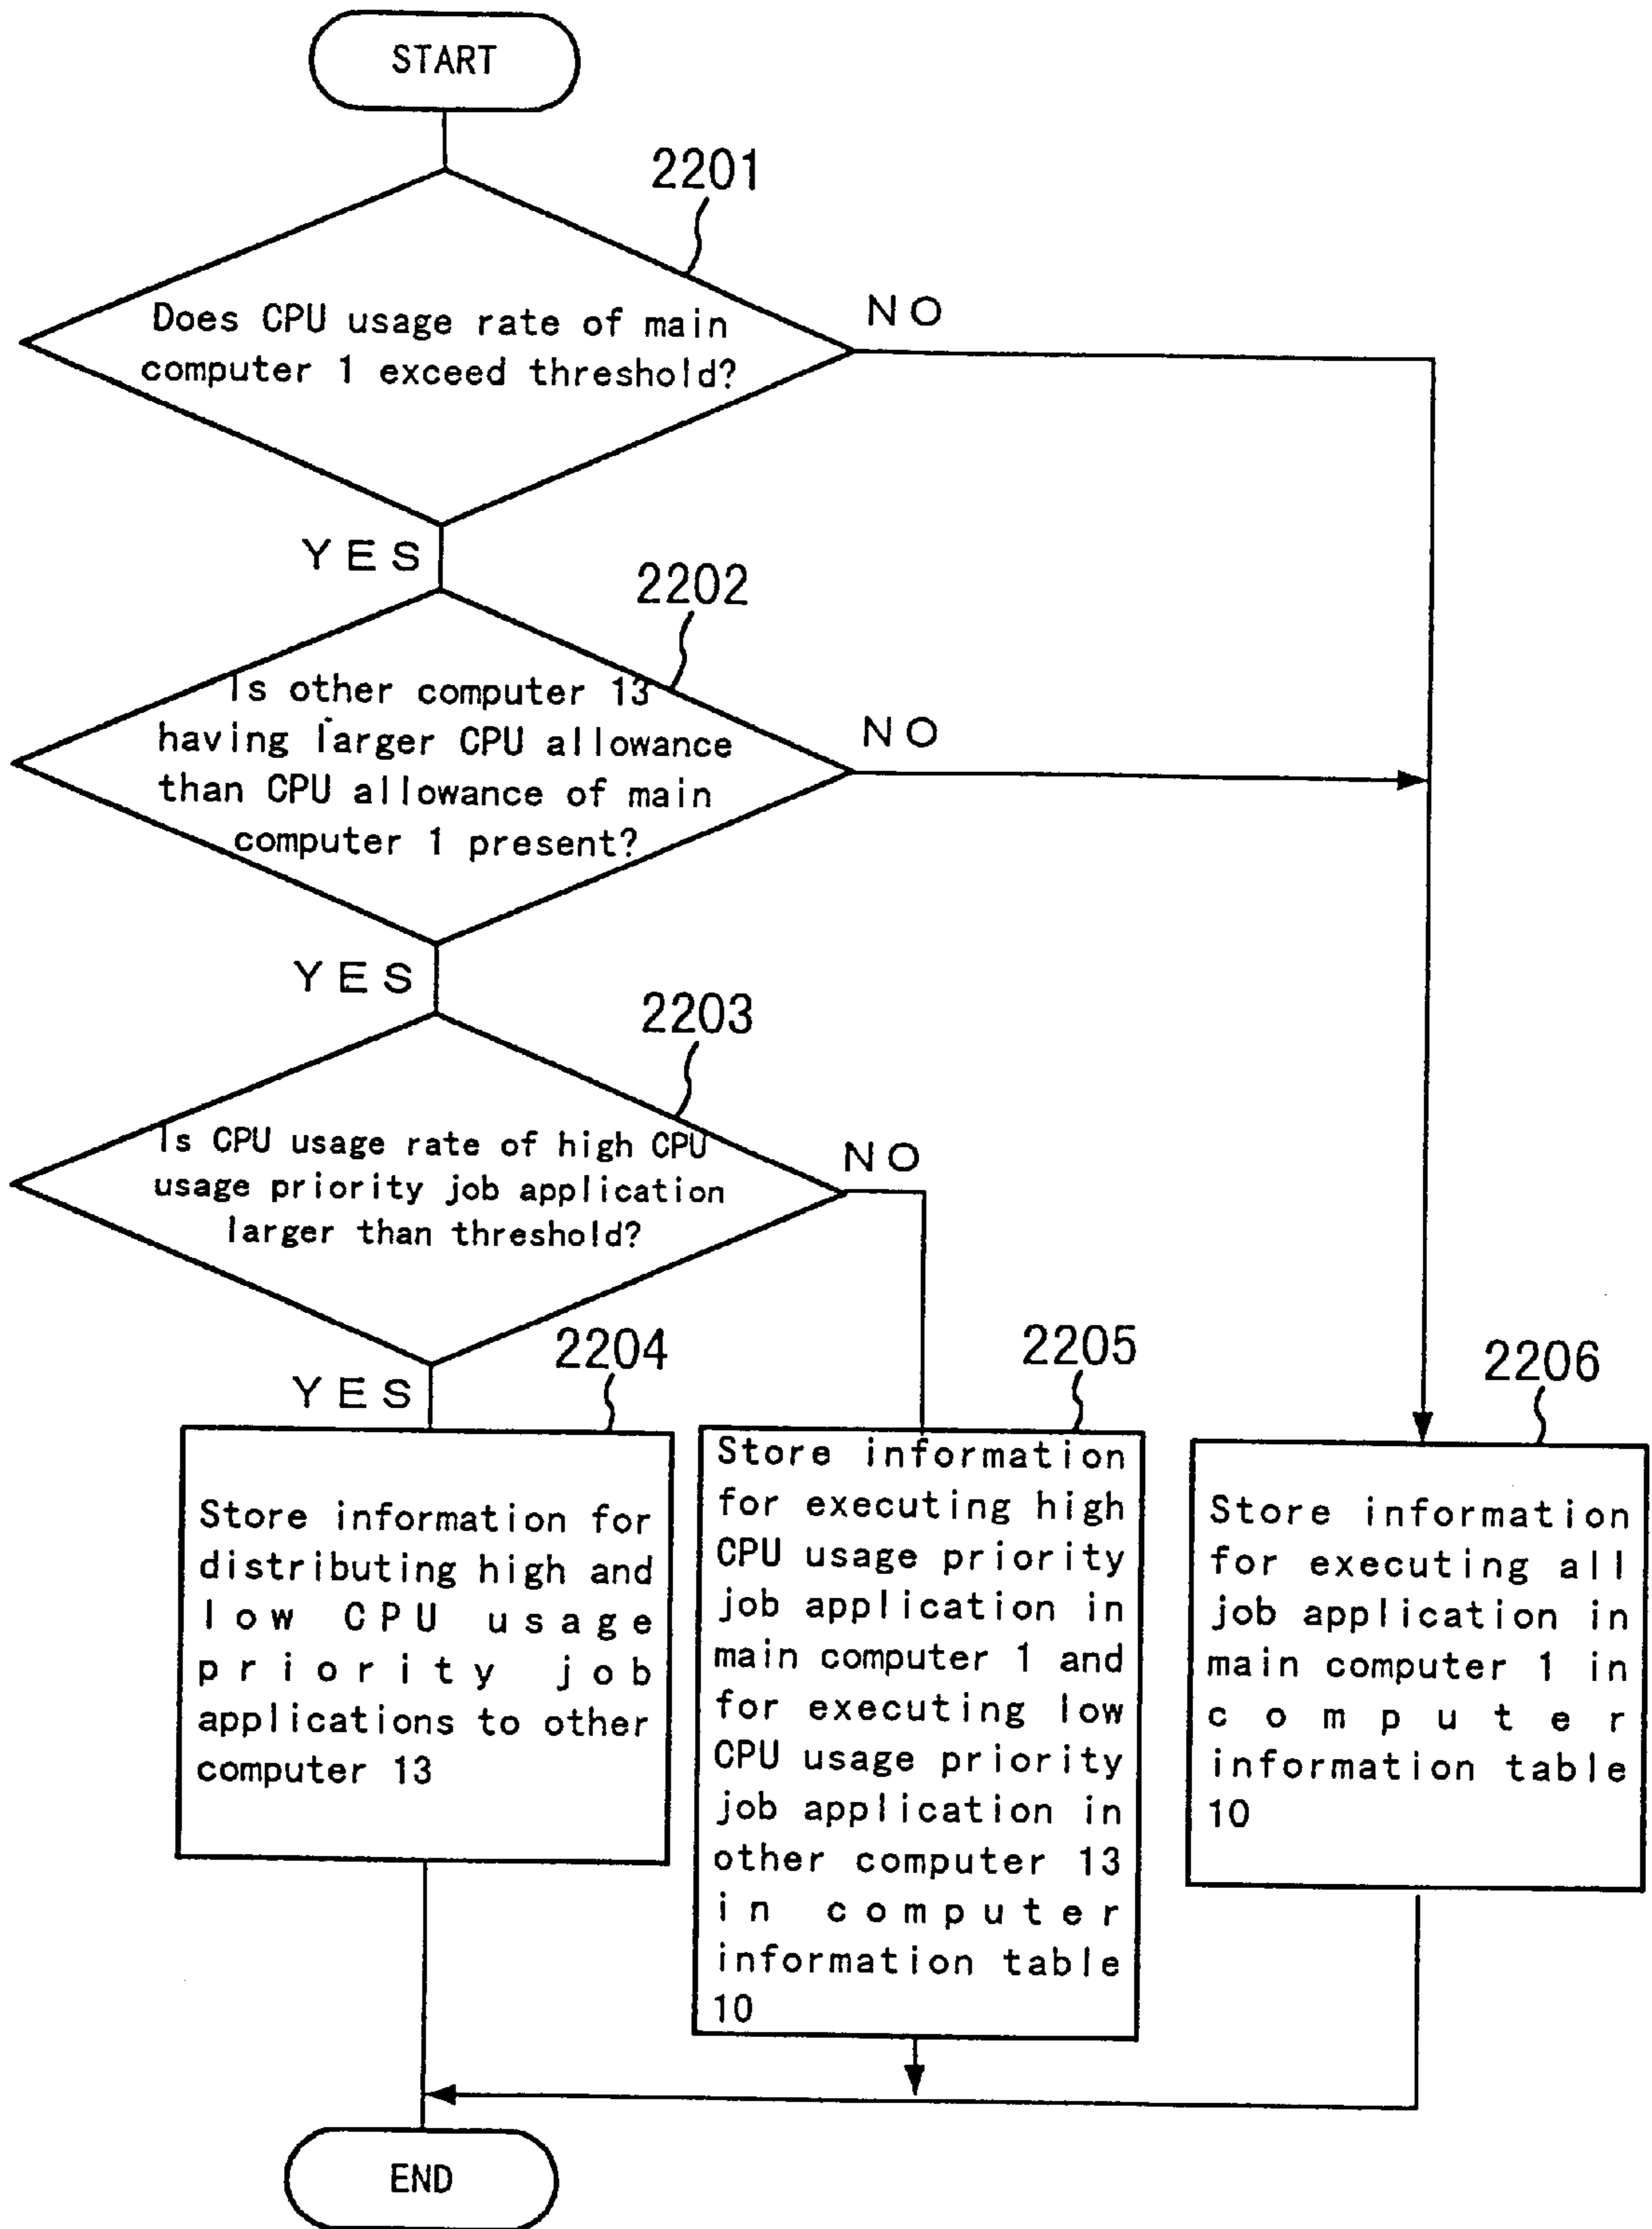 START
2201
Does CPU usage rate of main
computer 1 exceed threshold?
NO
YES
2202
Is other computer 13
having larger CPU allowance
than CPU allowance of main
computer 1 present?
NO
YES
2203
Is CPU usage rate of high CPU
usage priority job application
larger than threshold?
NO
YES
2204
Store information for
distributing high and
low CPU usage
priority job
applications to other
computer 13
2205
Store information
for executing high
CPU usage priority
job application in
main computer 1 and
for executing low
CPU usage priority
job application in
other computer 13
in computer
information table
10
2206
Store information
for executing all
job application in
main computer 1 in
computer
information table
10
END